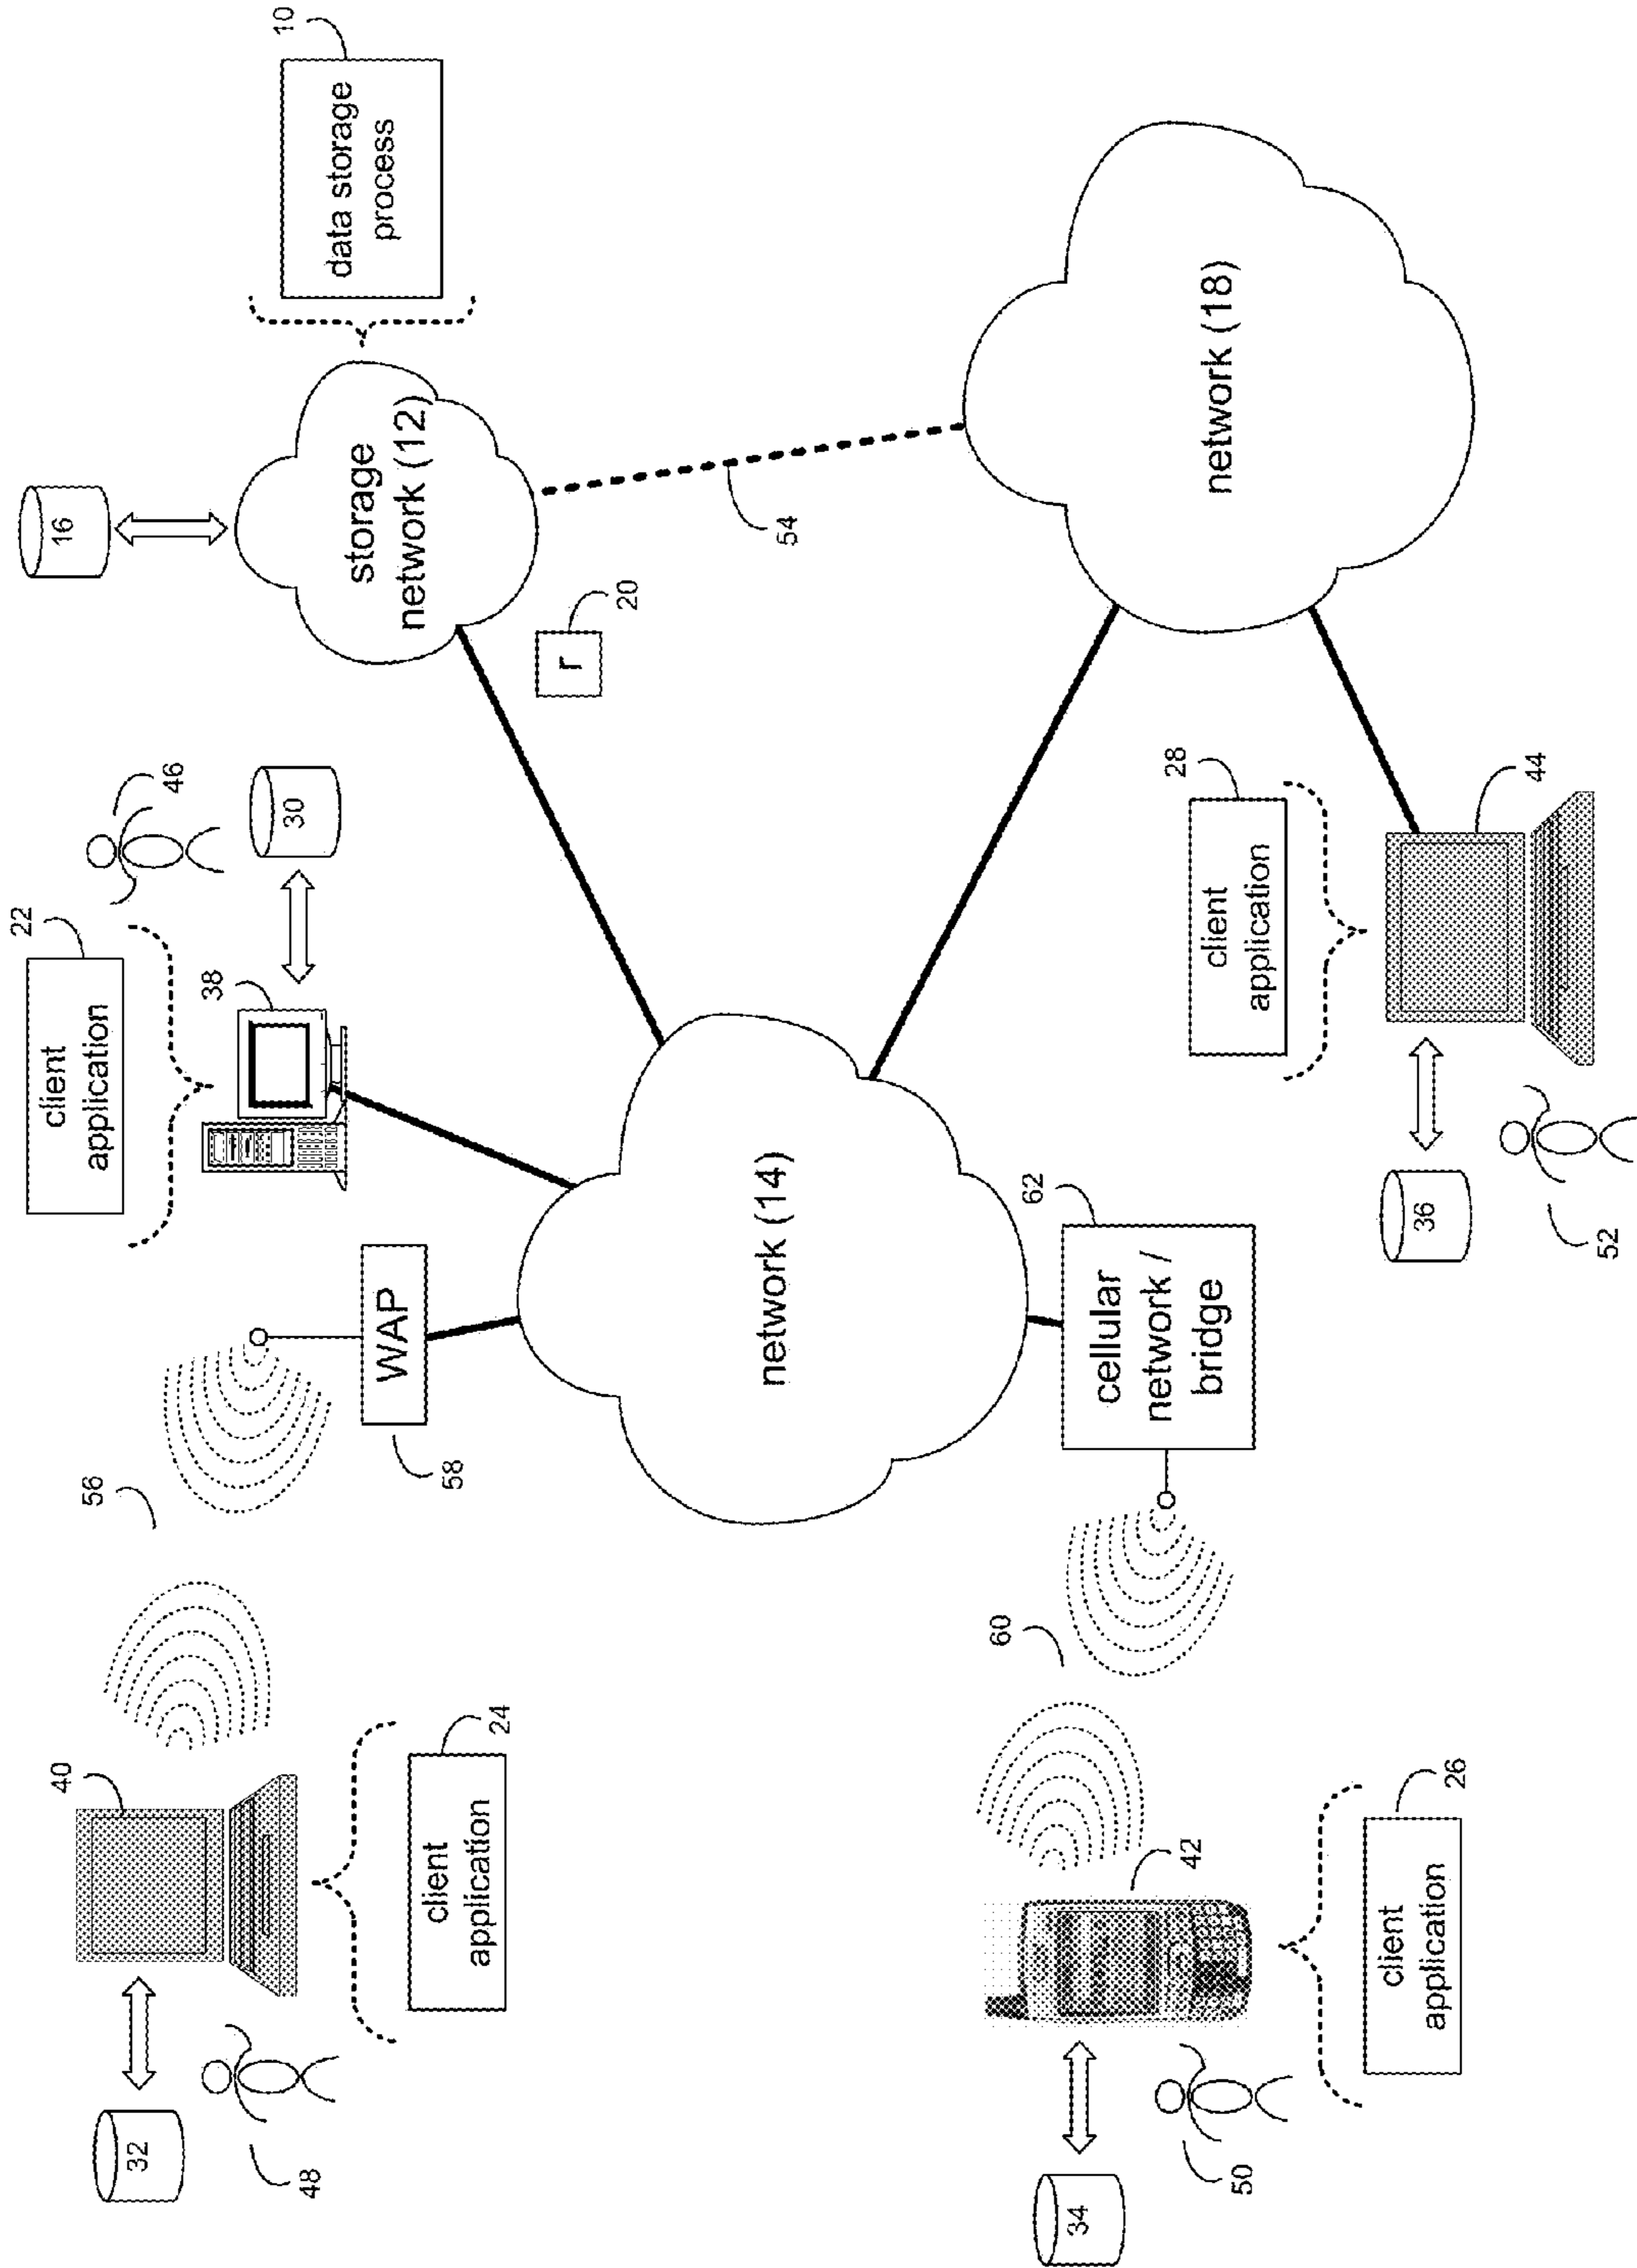 22
client
application
16
56
32
46
38
40
10
30
48
data storage
process
storage
network (12)
WAP
58
client
application
24
r
20
network (14)
54
60
62
34
cellular
network /
bridge
28
42
client
application
network (18)
50
client
application
36
26
44
52